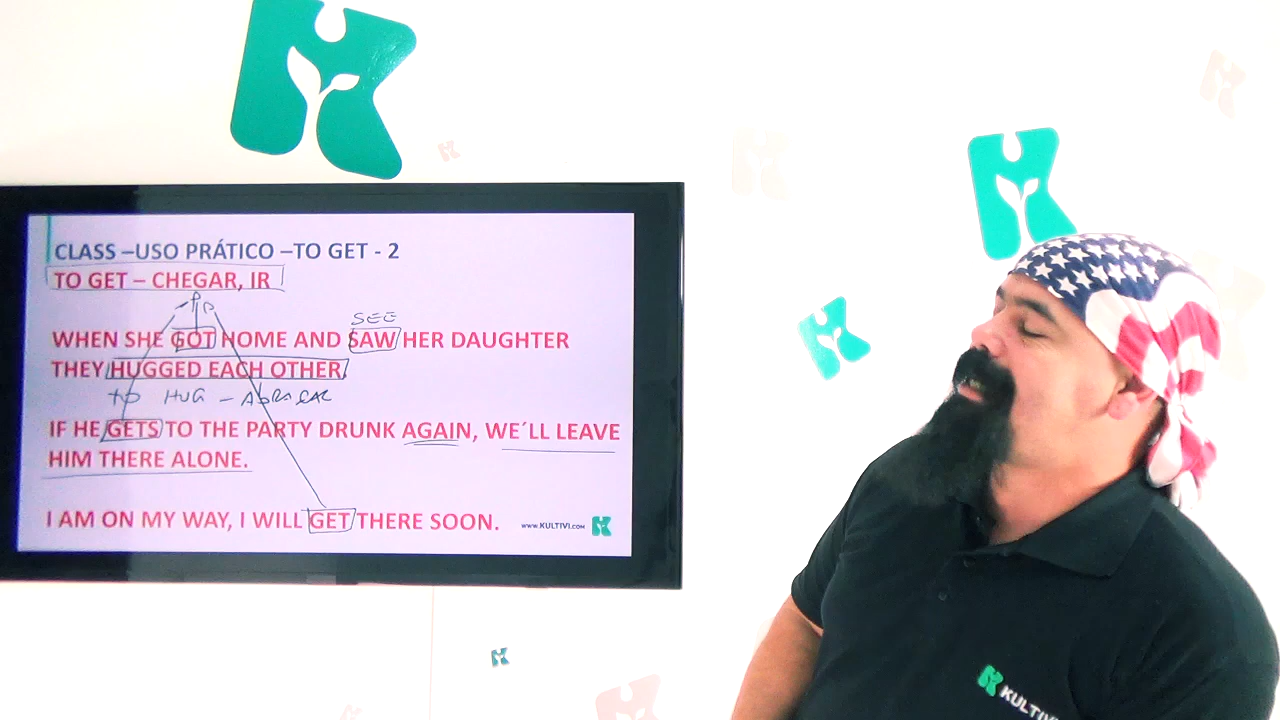 CLASS –USO PRÁTICO –TO GET - 2
TO GET – CHEGAR, IR
SEE
WHEN SHE GOT HOME AND SAW HER DAUGHTER
THEY HUGGED EACH OTHER.
TO HUG – ABRAÇAR
IF HE GETS TO THE PARTY DRUNK AGAIN, WE´LL LEAVE
HIM THERE ALONE.
I AM ON MY WAY, I WILL GET THERE SOON.
www.KULTIVI.COM
KULTIVI